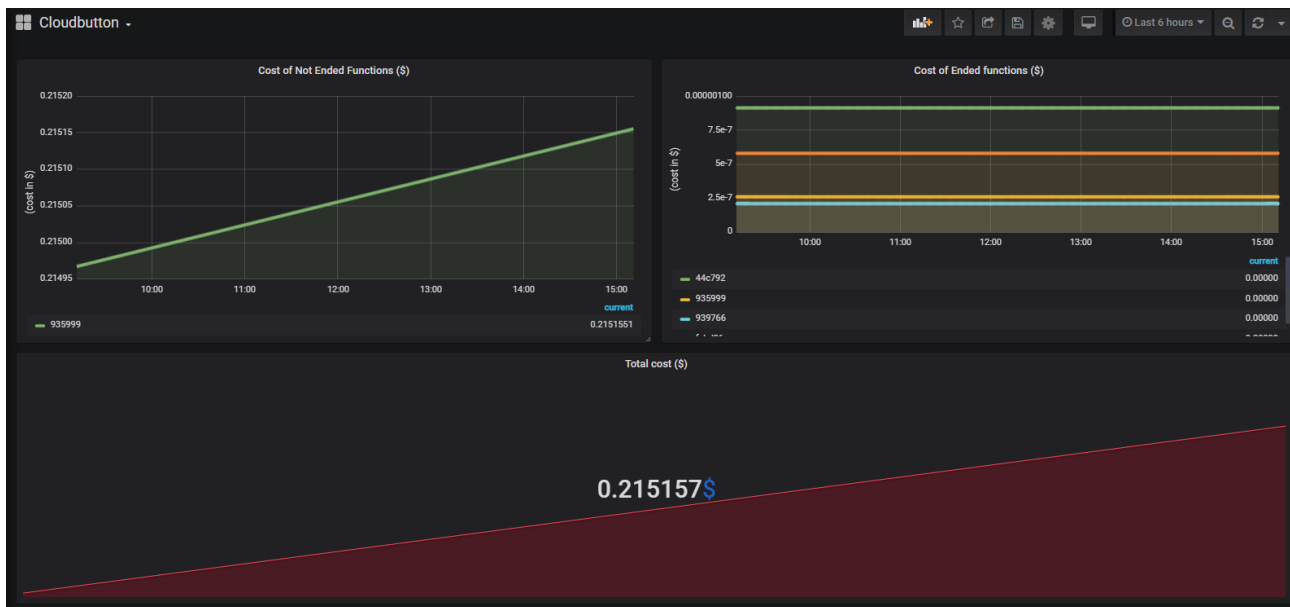 Cloudbutton
Last 6 hours
Cost of Not Ended Functions ($)
(cost in $)
0.21520
0.21515
0.21510
0.21505
0.21500
0.21495
10:00 11:00 12:00 13:00 14:00 15:00
current
935999 0.2151551
Cost of Ended functions ($)
(cost in $)
0.00000100
7.5e-7
5e-7
2.5e-7
0
10:00 11:00 12:00 13:00 14:00 15:00
current
44c792 0.00000
935999 0.00000
939766 0.00000
Total cost ($)
0.215157$